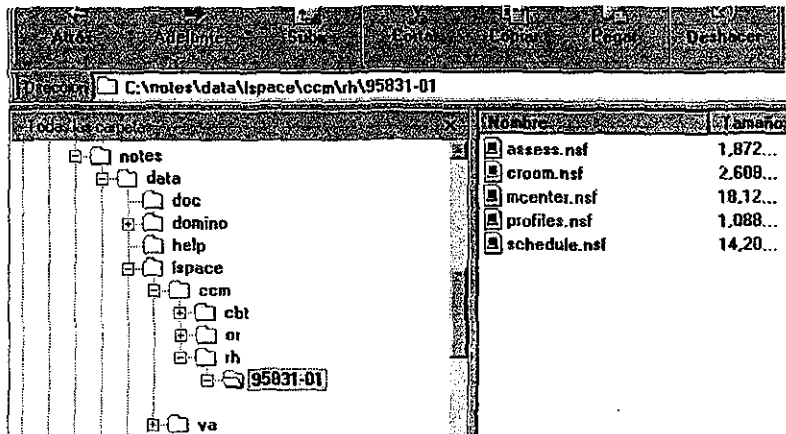 Atrás Adelante Subir Cortar Copiar Pegar Deshacer
Dirección C:\notes\data\lspace\ccm\rh\95831-01
Todas las carpetas
Nombre Tamaño
notes
data
doc
domino
help
lspace
ccm
cbt
or
rh
95831-01
va
assess.nsf 1,872...
croom.nsf 2,608...
mcenter.nsf 18,12...
profiles.nsf 1,088...
schedule.nsf 14,20...